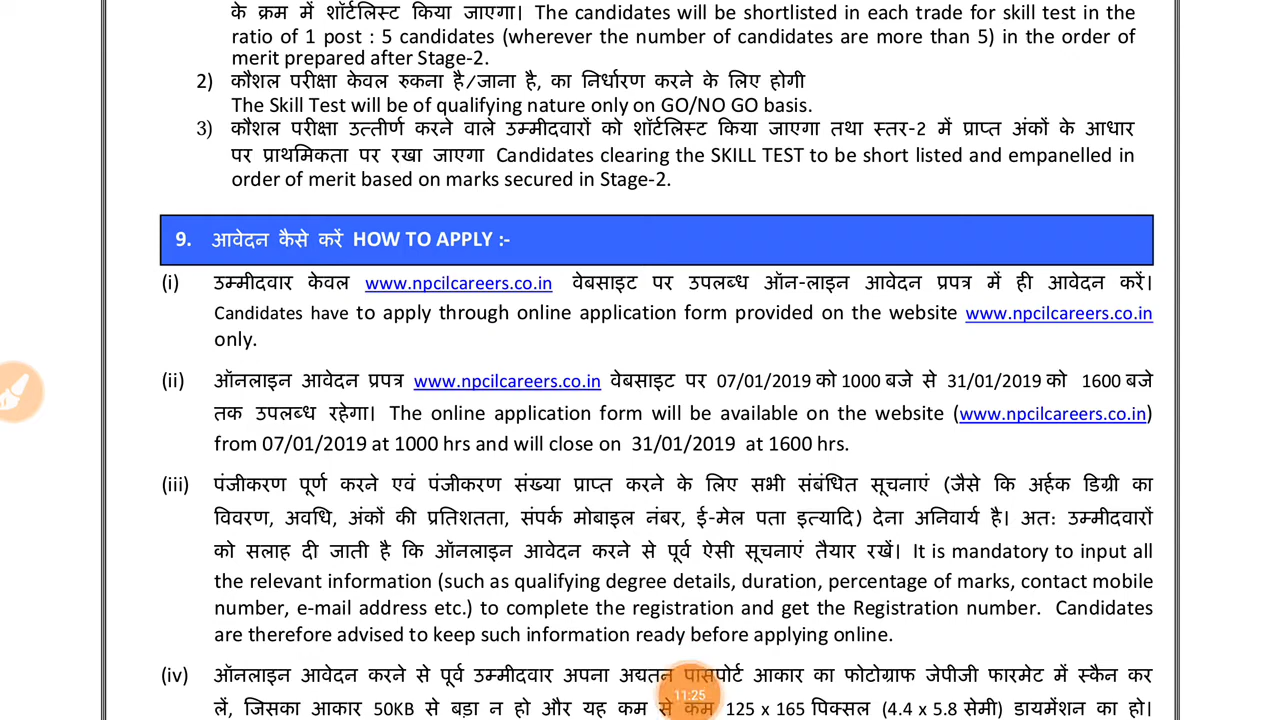 के क्रम में शॉर्टलिस्ट किया जाएगा। The candidates will be shortlisted in each trade for skill test in the
ratio of 1 post : 5 candidates (wherever the number of candidates are more than 5) in the order of
merit prepared after Stage-2.
2) कौशल परीक्षा केवल रुकना है/जाना है, का निर्धारण करने के लिए होगी
The Skill Test will be of qualifying nature only on GO/NO GO basis.
3) कौशल परीक्षा उत्तीर्ण करने वाले उम्मीदवारों को शॉर्टलिस्ट किया जाएगा तथा स्तर-2 में प्राप्त अंकों के आधार
पर प्राथमिकता पर रखा जाएगा Candidates clearing the SKILL TEST to be short listed and empanelled in
order of merit based on marks secured in Stage-2.
9. आवेदन कैसे करें HOW TO APPLY :-
(i) उम्मीदवार केवल www.npcilcareers.co.in वेबसाइट पर उपलब्ध ऑन-लाइन आवेदन प्रपत्र में ही आवेदन करें।
Candidates have to apply through online application form provided on the website www.npcilcareers.co.in
only.
(ii) ऑनलाइन आवेदन प्रपत्र www.npcilcareers.co.in वेबसाइट पर 07/01/2019 को 1000 बजे से 31/01/2019 को 1600 बजे
तक उपलब्ध रहेगा। The online application form will be available on the website (www.npcilcareers.co.in)
from 07/01/2019 at 1000 hrs and will close on 31/01/2019 at 1600 hrs.
(iii) पंजीकरण पूर्ण करने एवं पंजीकरण संख्या प्राप्त करने के लिए सभी संबंधित सूचनाएं (जैसे कि अर्हक डिग्री का
विवरण, अवधि, अंकों की प्रतिशतता, संपर्क मोबाइल नंबर, ई-मेल पता इत्यादि) देना अनिवार्य है। अतः उम्मीदवारों
को सलाह दी जाती है कि ऑनलाइन आवेदन करने से पूर्व ऐसी सूचनाएं तैयार रखें। It is mandatory to input all
the relevant information (such as qualifying degree details, duration, percentage of marks, contact mobile
number, e-mail address etc.) to complete the registration and get the Registration number. Candidates
are therefore advised to keep such information ready before applying online.
(iv) ऑनलाइन आवेदन करने से पूर्व उम्मीदवार अपना अद्यतन पासपोर्ट आकार का फोटोग्राफ जेपीजी फारमेट में स्कैन कर
11:25
लें, जिसका आकार 50KB से बड़ा न हो और यह कम से कम 125 x 165 पिक्सल (4.4 x 5.8 सेमी) डायमेंशन का हो।